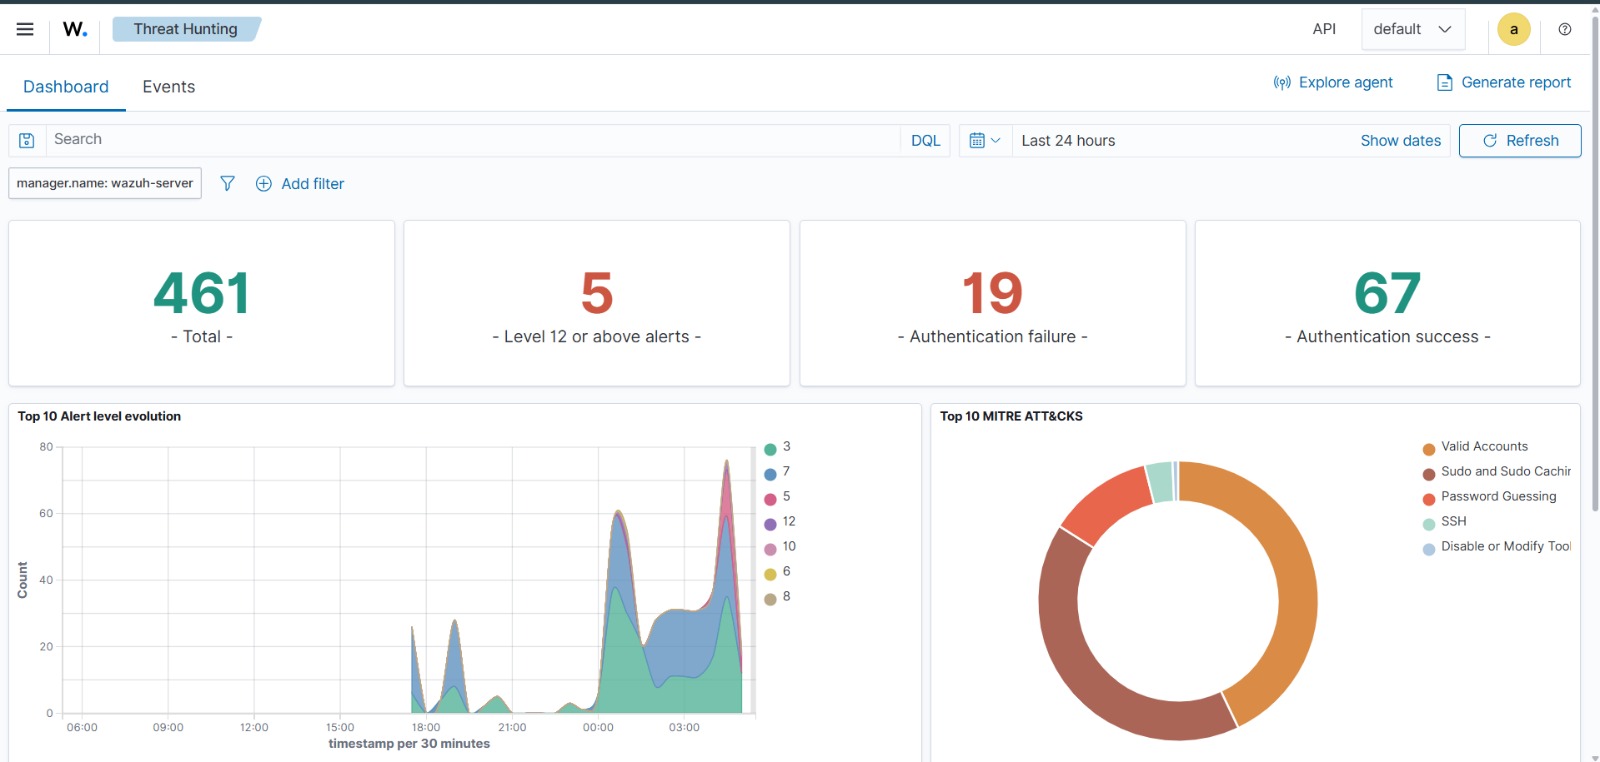 W.
Threat Hunting
API
default
a
Dashboard
Events
Explore agent
Generate report
Search
DQL
Last 24 hours
Show dates
Refresh
manager.name: wazuh-server
Add filter
461
- Total -
5
- Level 12 or above alerts -
19
- Authentication failure -
67
- Authentication success -
Top 10 Alert level evolution
80
60
40
20
0
Count
06:00
09:00
12:00
15:00
18:00
21:00
00:00
03:00
timestamp per 30 minutes
3
7
5
12
10
6
8
Top 10 MITRE ATT&CKS
Valid Accounts
Sudo and Sudo Cachin
Password Guessing
SSH
Disable or Modify Tool